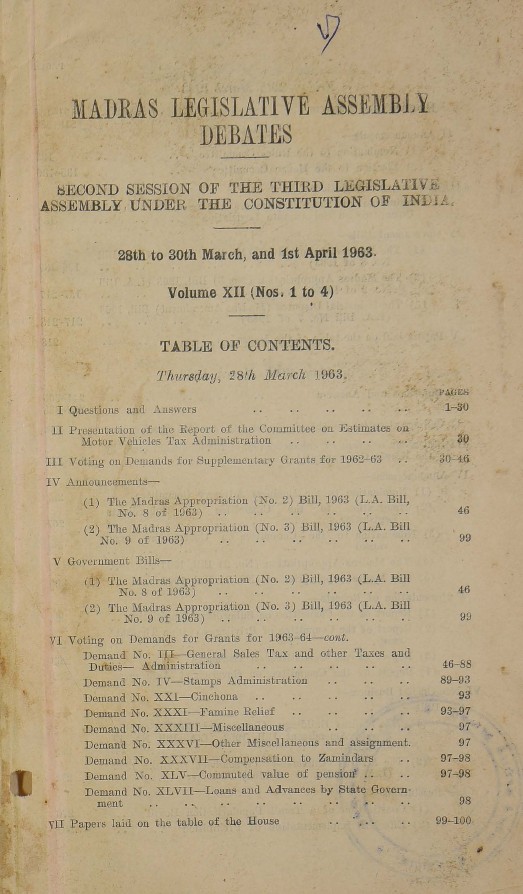 MADRAS LEGISLATIVE ASSEMBLY
DEBATES
SECOND SESSION OF THE THIRD LEGISLATIVE
ASSEMBLY UNDER THE CONSTITUTION OF INDIA.
28th to 30th March, and 1st April 1963.
Volume XII (Nos. 1 to 4)
TABLE OF CONTENTS.
Thursday, 28th March 1963.
PAGES
I Questions and Answers .. .. .. .. .. 1-30
II Presentation of the Report of the Committee on Estimates on
Motor Vehicles Tax Administration .. .. .. .. 30
III Voting on Demands for Supplementary Grants for 1962-63 .. 30-46
IV Announcements—
(1) The Madras Appropriation (No. 2) Bill, 1963 (L.A. Bill,
No. 8 of 1963) .. .. .. .. .. .. 46
(2) The Madras Appropriation (No. 3) Bill, 1963 (L.A. Bill
No. 9 of 1963) .. .. .. .. .. 99
V Government Bills—
(1) The Madras Appropriation (No. 2) Bill, 1963 (L.A. Bill
No. 8 of 1963) .. .. .. .. .. .. 46
(2) The Madras Appropriation (No. 3) Bill, 1963 (L.A. Bill
No. 9 of 1963) .. .. .. .. .. .. 99
VI Voting on Demands for Grants for 1963-64—cont.
Demand No. III—General Sales Tax and other Taxes and
Duties— Administration .. .. .. .. .. 46-88
Demand No. IV—Stamps Administration .. .. .. 89-93
Demand No. XXI—Cinchona .. .. .. .. .. 93
Demand No. XXXI—Famine Relief .. .. .. .. 93-97
Demand No. XXXIII—Miscellaneous .. .. .. 97
Demand No. XXXVI—Other Miscellaneous and assignment. 97
Demand No. XXXVII—Compensation to Zamindars .. 97-98
Demand No. XLV—Commuted value of pension .. .. 97-98
Demand No. XLVII—Loans and Advances by State Govern-
ment .. .. .. .. .. .. .. .. 98
VII Papers laid on the table of the House .. .. .. 99-100